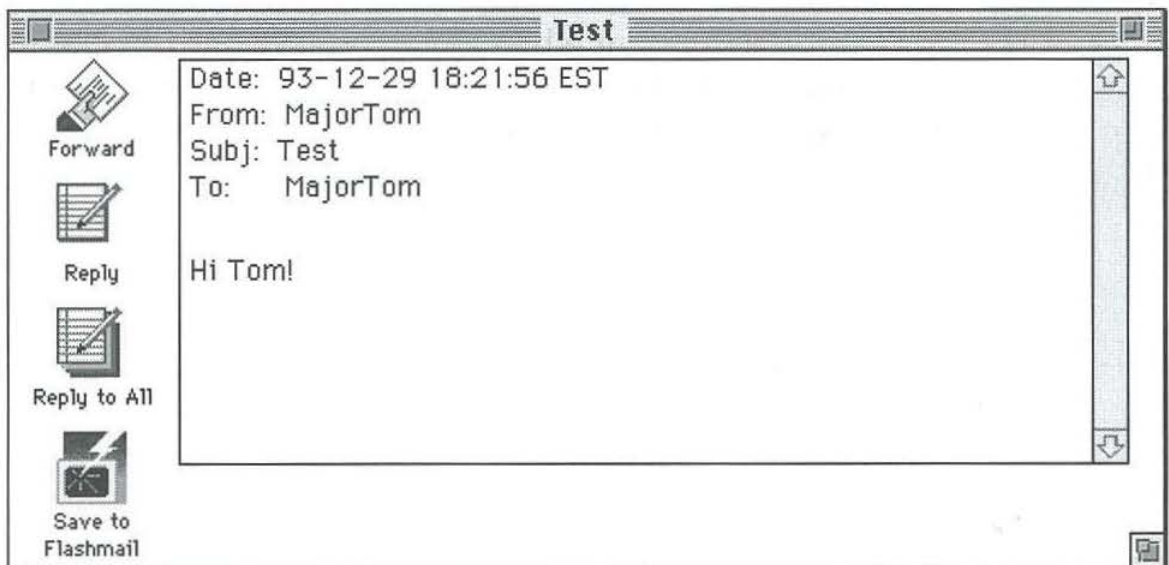 Test
Date: 93-12-29 18:21:56 EST
From: MajorTom
Subj: Test
To: MajorTom
Hi Tom!
Forward
Reply
Reply to All
Save to
Flashmail